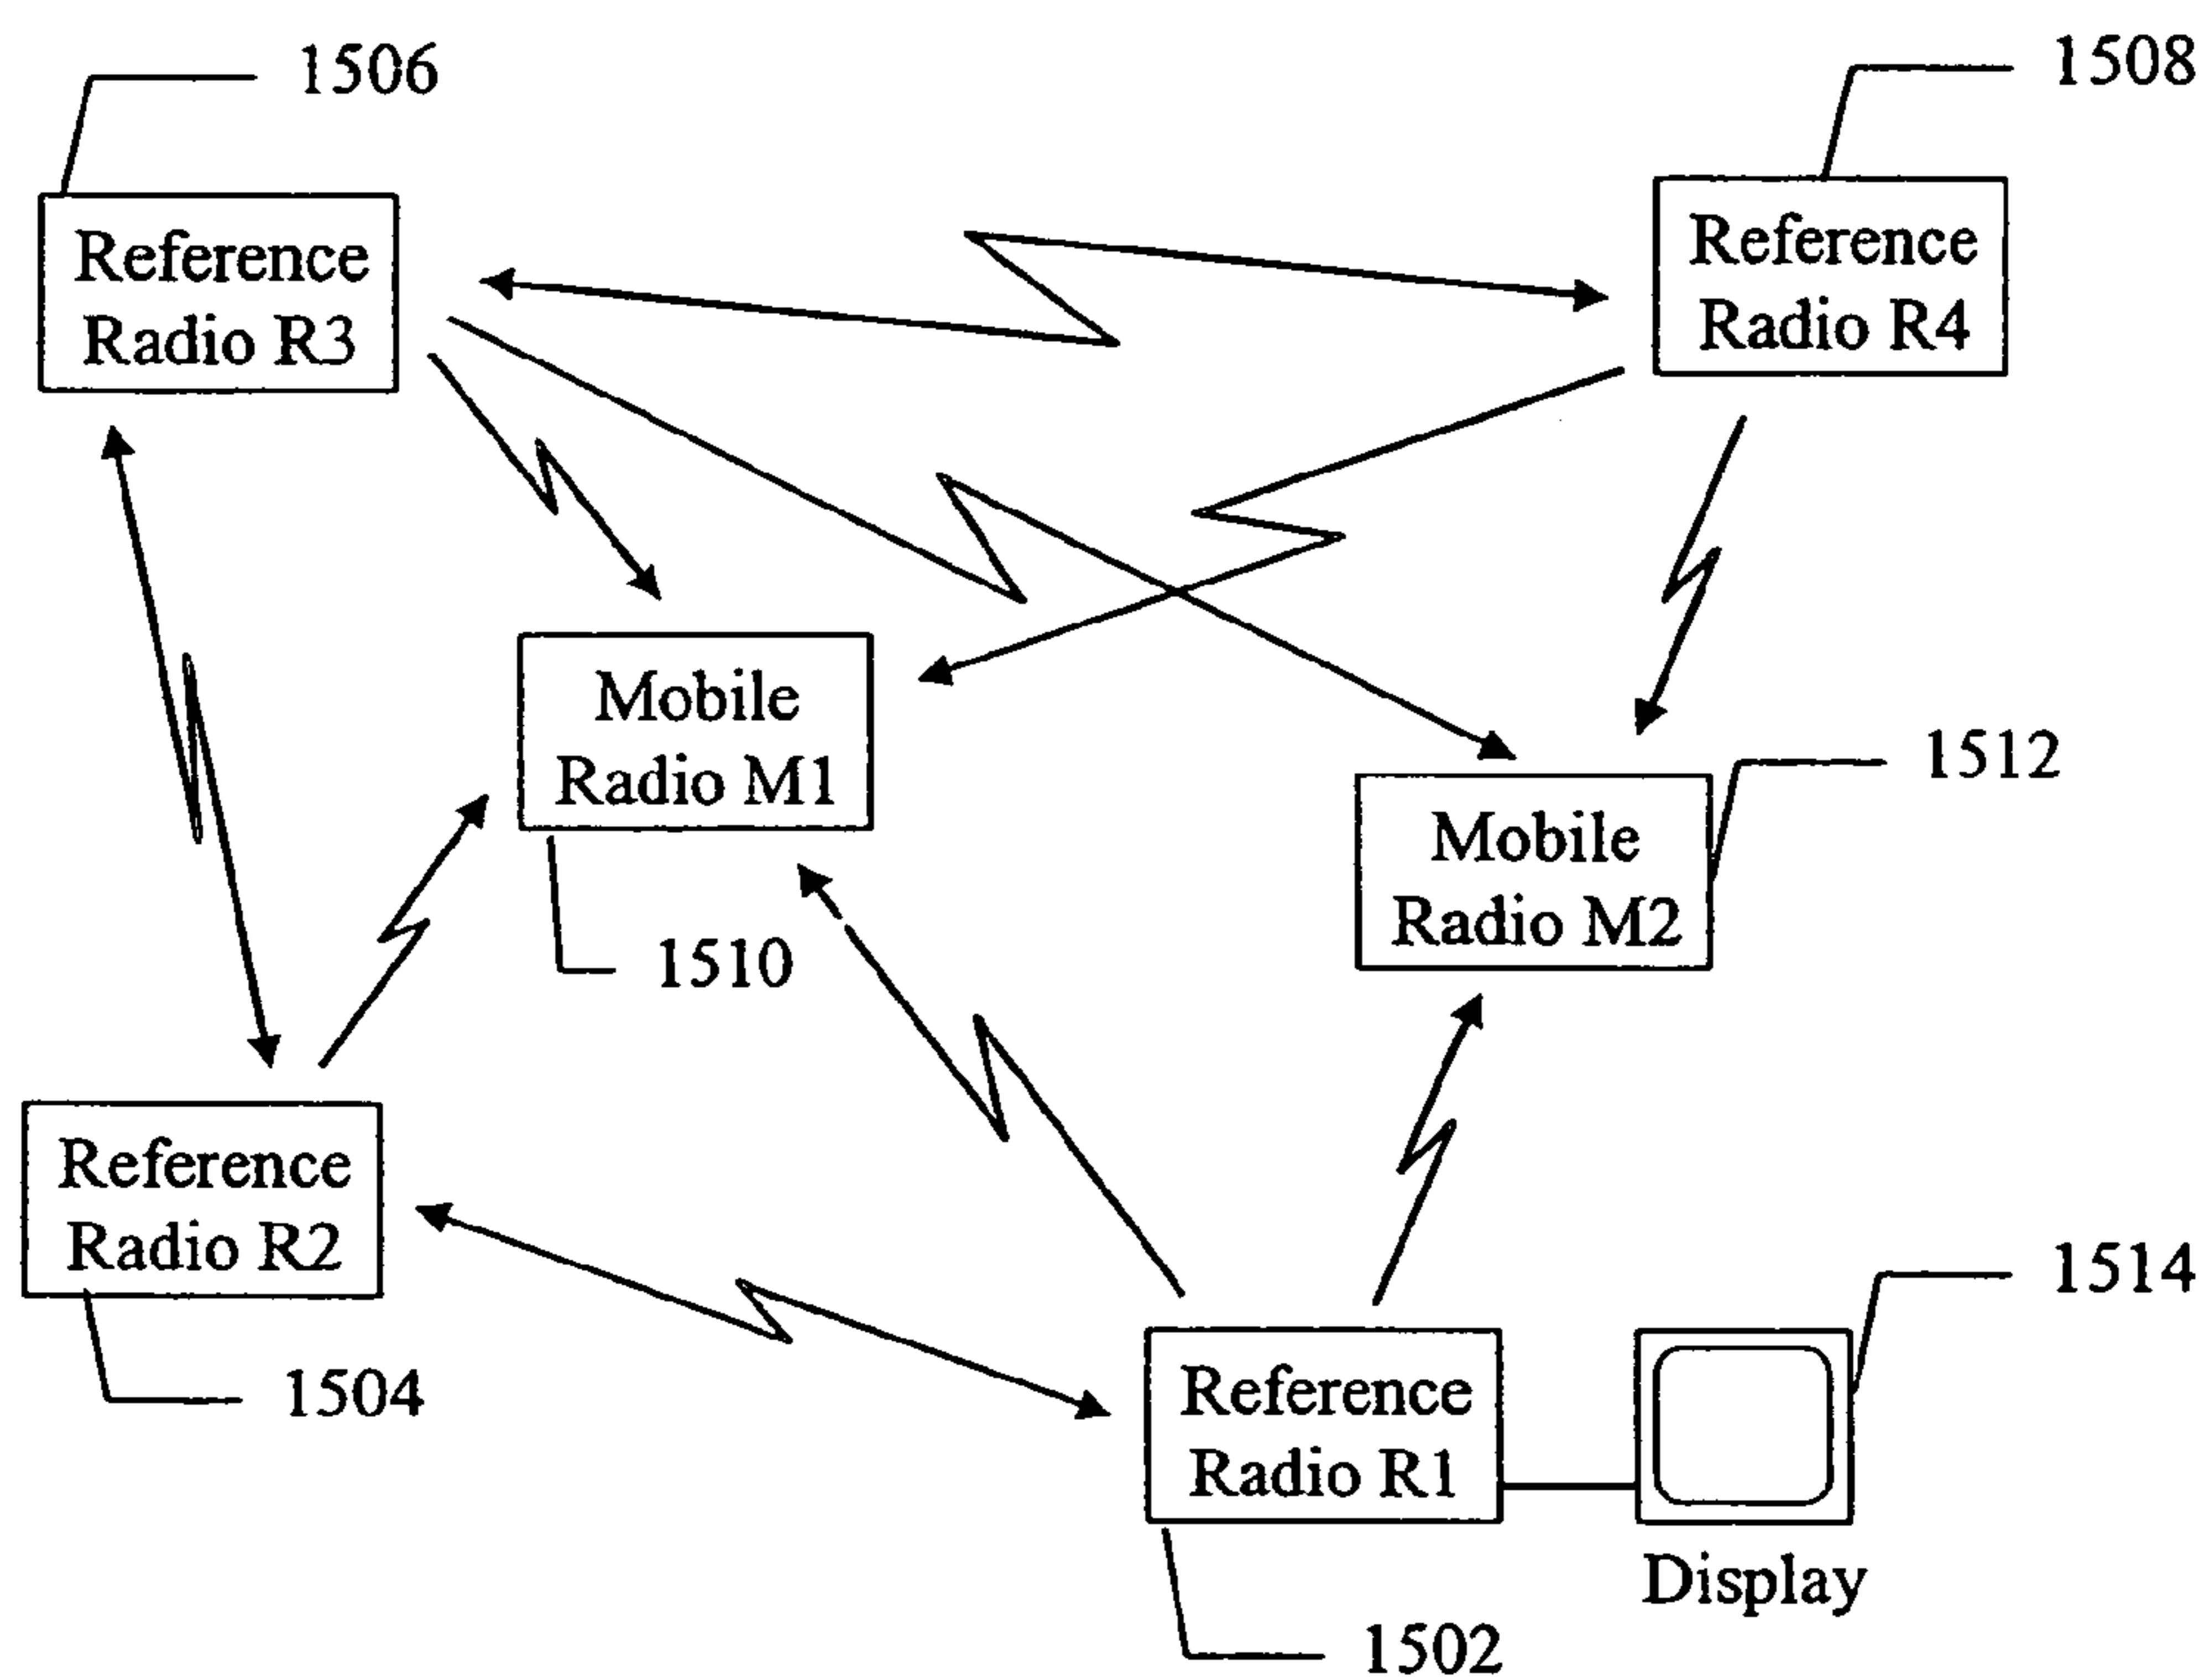 1506
1508
Reference
Radio R3
Reference
Radio R4
Mobile
Radio M1
1512
Mobile
Radio M2
1510
Reference
Radio R2
1514
1504
Reference
Radio R1
Display
1502